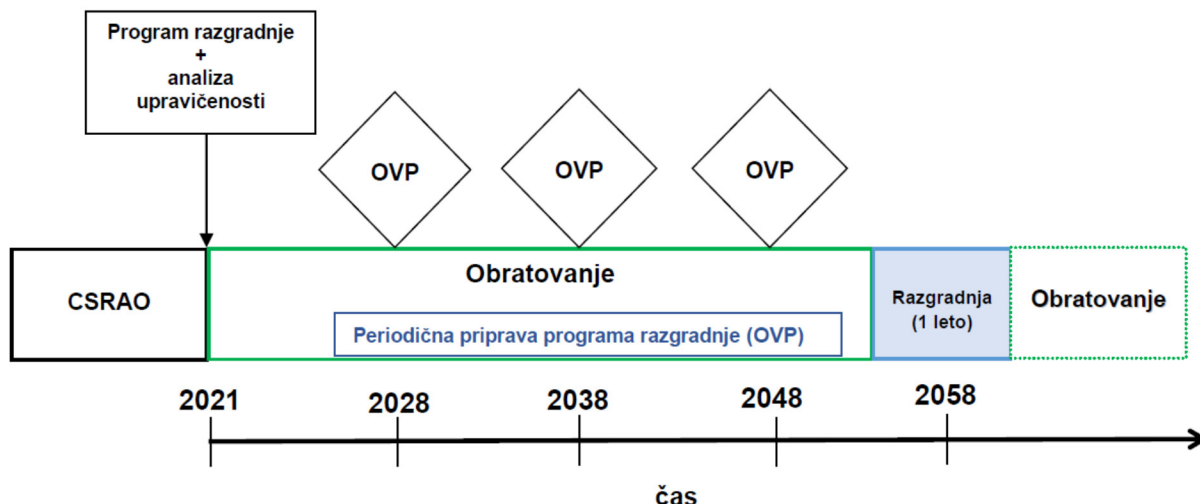 Program razgradnje
+
analiza
upravičenosti
OVP
OVP
OVP
CSRAO
Obratovanje
Periodična priprava programa razgradnje (OVP)
Razgradnja
(1 leto)
Obratovanje
2021
2028
2038
2048
2058
čas